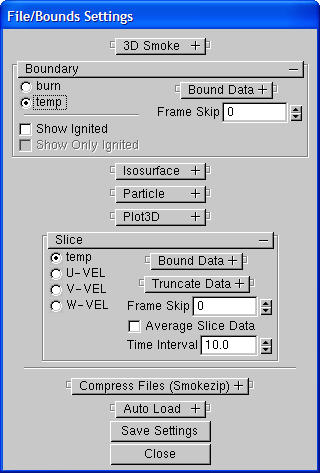 File/Bounds Settings
3D Smoke +
Boundary −
burn
temp
Bound Data +
Frame Skip 0
Show Ignited
Show Only Ignited
Isosurface +
Particle +
Plot3D +
Slice −
temp
U-VEL
V-VEL
W-VEL
Bound Data +
Truncate Data +
Frame Skip 0
Average Slice Data
Time Interval 10.0
Compress Files (Smokezip) +
Auto Load +
Save Settings
Close